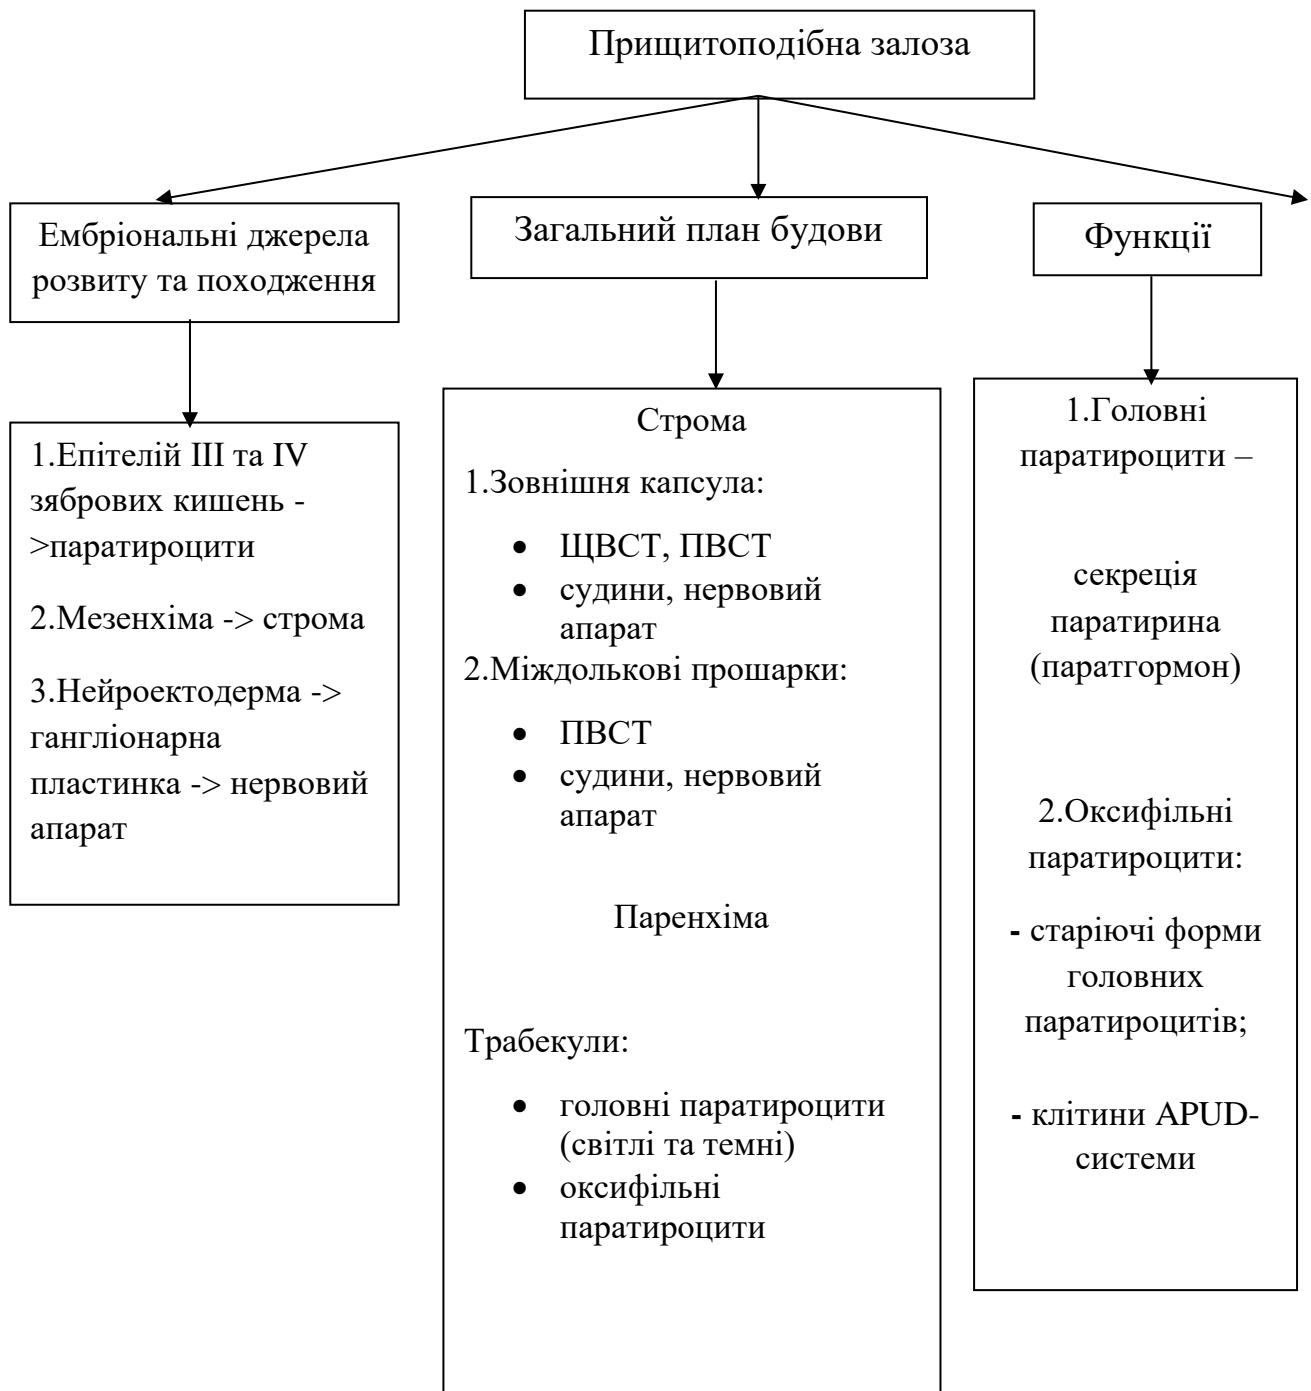 Прищитоподібна залоза
Ембріональні джерела
розвиту та походження
Загальний план будови
Функції
1.Епітелій III та IV
зябрових кишень -
>паратироцити
2.Мезенхіма -> строма
3.Нейроектодерма ->
гангліонарна
пластинка -> нервовий
апарат
Строма
1.Зовнішня капсула:
• ЩВСТ, ПВСТ
• судини, нервовий
апарат
2.Міждолькові прошарки:
• ПВСТ
• судини, нервовий
апарат
Паренхіма
Трабекули:
• головні паратироцити
(світлі та темні)
• оксифільні
паратироцити
1.Головні
паратироцити –
секреція
паратирина
(паратгормон)
2.Оксифільні
паратироцити:
- старіючі форми
головних
паратироцитів;
- клітини APUD-
системи